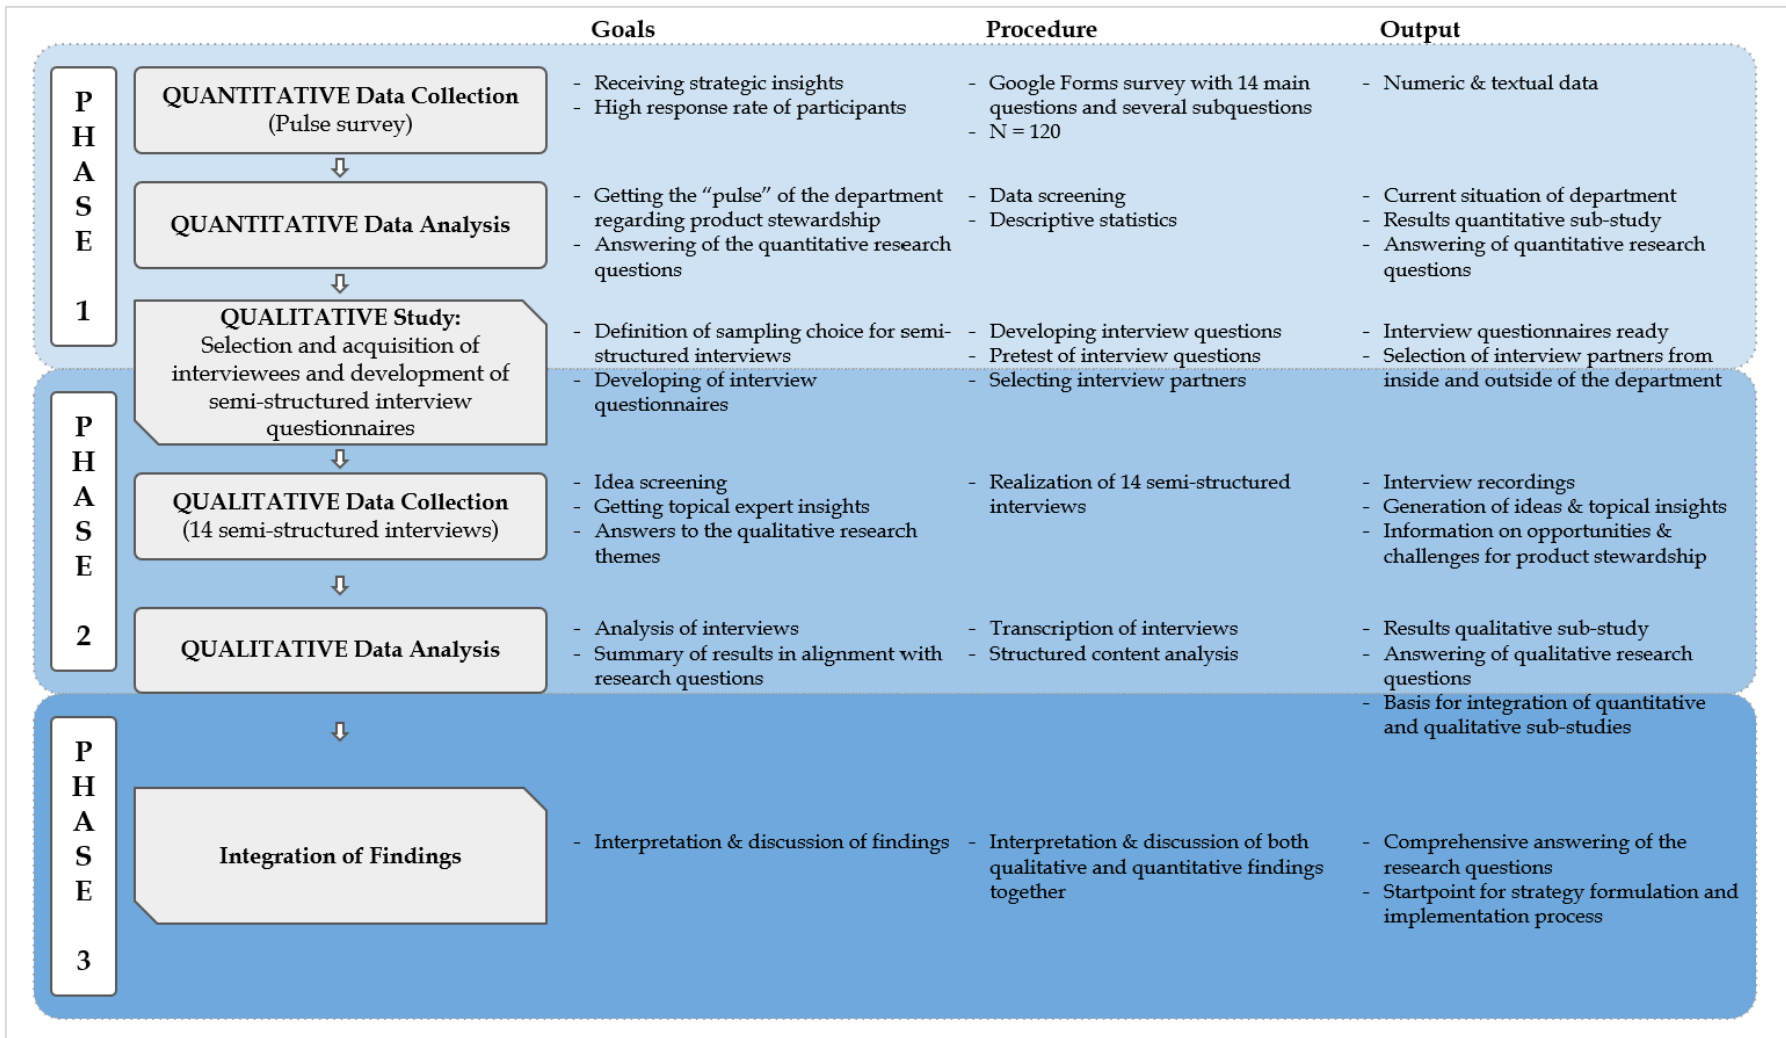 Goals
Procedure
Output
PHASE 1
QUANTITATIVE Data Collection
(Pulse survey)
- Receiving strategic insights
- High response rate of participants
- Google Forms survey with 14 main
questions and several subquestions
- N = 120
- Numeric & textual data
QUANTITATIVE Data Analysis
- Getting the “pulse” of the department
regarding product stewardship
- Answering of the quantitative research
questions
- Data screening
- Descriptive statistics
- Current situation of department
- Results quantitative sub-study
- Answering of quantitative research
questions
QUALITATIVE Study:
Selection and acquisition of
interviewees and development of
semi-structured interview
questionnaires
- Definition of sampling choice for semi-
structured interviews
- Developing of interview
questionnaires
- Developing interview questions
- Pretest of interview questions
- Selecting interview partners
- Interview questionnaires ready
- Selection of interview partners from
inside and outside of the department
PHASE 2
QUALITATIVE Data Collection
(14 semi-structured interviews)
- Idea screening
- Getting topical expert insights
- Answers to the qualitative research
themes
- Realization of 14 semi-structured
interviews
- Interview recordings
- Generation of ideas & topical insights
- Information on opportunities &
challenges for product stewardship
QUALITATIVE Data Analysis
- Analysis of interviews
- Summary of results in alignment with
research questions
- Transcription of interviews
- Structured content analysis
- Results qualitative sub-study
- Answering of qualitative research
questions
- Basis for integration of quantitative
and qualitative sub-studies
PHASE 3
Integration of Findings
- Interpretation & discussion of findings
- Interpretation & discussion of both
qualitative and quantitative findings
together
- Comprehensive answering of the
research questions
- Startpoint for strategy formulation and
implementation process